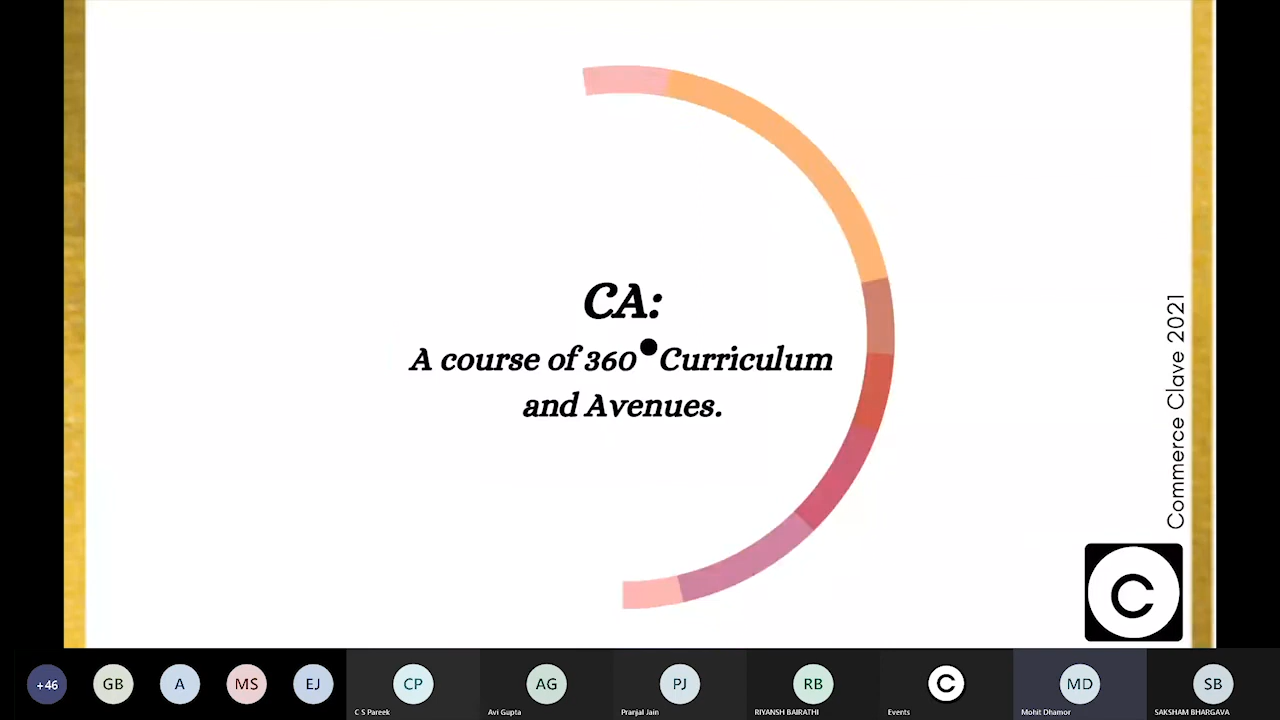 CA:
A course of 360•Curriculum
and Avenues.
Commerce Clave 2021
C
+46
GB
A
MS
EJ
CP
AG
PJ
RB
C
MD
SB
C S Pareek
Avi Gupta
Pranjal Jain
RIYANSH BAIRATHI
Events
Mohit Dhamor
SAKSHAM BHARGAVA